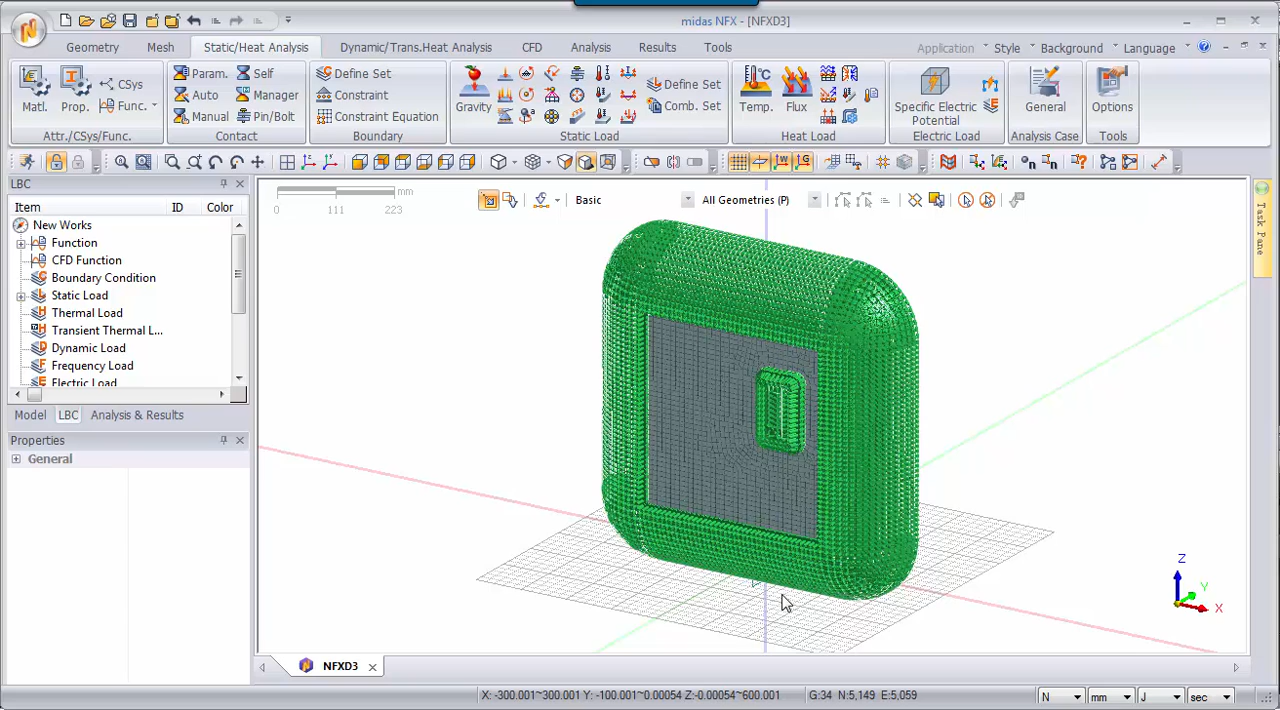 midas NFX - [NFXD3]
Geometry Mesh Static/Heat Analysis Dynamic/Trans.Heat Analysis CFD Analysis Results Tools Application Style Background Language
Matl. Prop. CSys Func.
Attr./CSys/Func.
Param. Self
Auto Manager
Manual Pin/Bolt
Contact
Define Set
Constraint
Constraint Equation
Boundary
Gravity
Define Set
Comb. Set
Static Load
Temp. Flux
Heat Load
Specific Electric Potential
Electric Load
General
Analysis Case
Options
Tools
LBC
Item ID Color
New Works
Function
CFD Function
Boundary Condition
Static Load
Thermal Load
Transient Thermal L...
Dynamic Load
Frequency Load
Electric Load
Model LBC Analysis & Results
Properties
General
mm
0 111 223
Basic All Geometries (P)
Task Pane
Z
Y
X
NFXD3
X: -300.001~300.001 Y: -100.001~0.00054 Z:-0.00054~600.001 G:34 N:5,149 E:5,059 N mm J sec